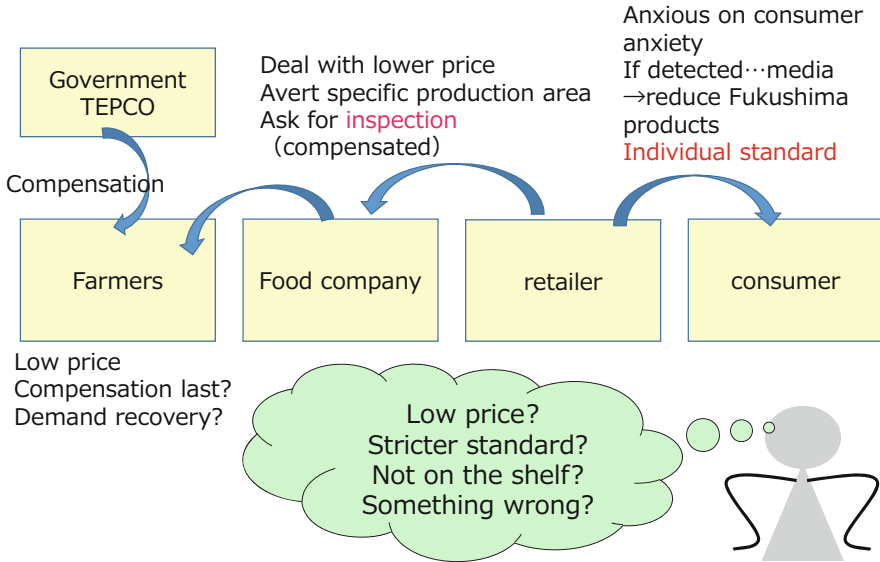 Government
TEPCO
Compensation
Deal with lower price
Avert specific production area
Ask for inspection
（compensated）
Anxious on consumer
anxiety
If detected…media
→reduce Fukushima
products
Individual standard
Farmers
Food company
retailer
consumer
Low price
Compensation last?
Demand recovery?
Low price?
Stricter standard?
Not on the shelf?
Something wrong?